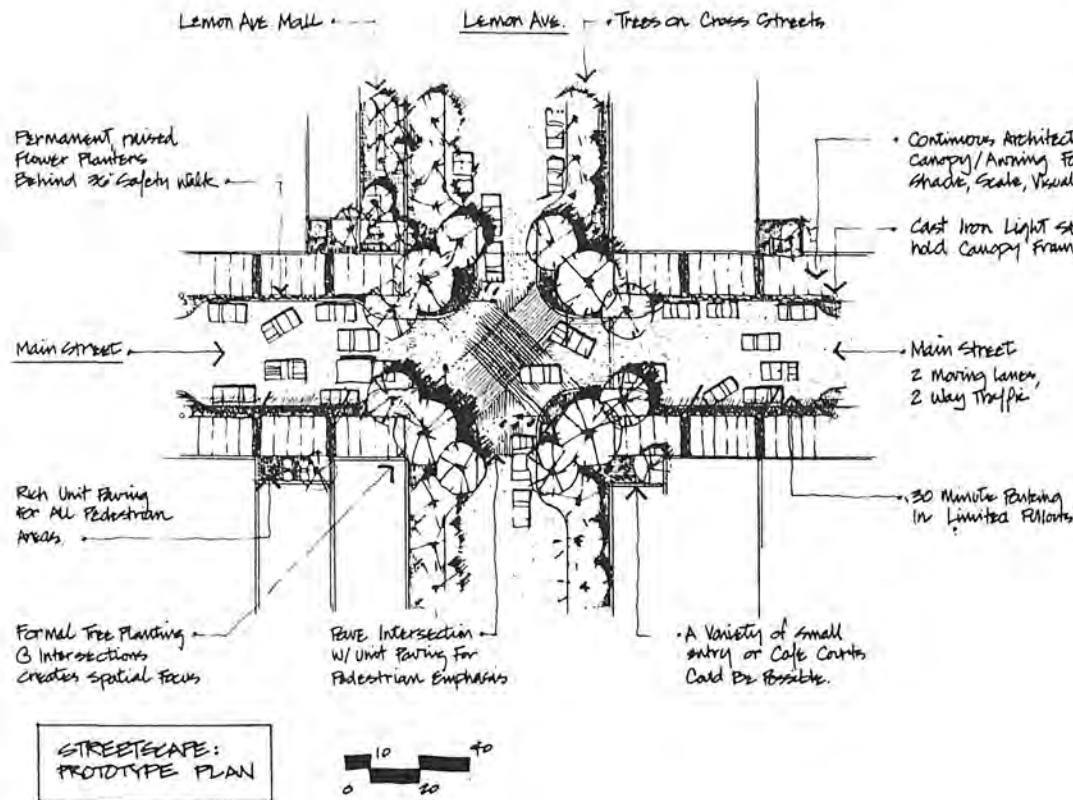 Lemon Ave Mall
Lemon Ave.
Trees on Cross Streets
Permanent, raised
Flower Planters
Behind 36" Safety Walk
Continuous Architect
Canopy/Awning Fo
Shade, Scale, Visual
Cast Iron Light st
hold Canopy Fram
Main Street
Main Street
2 Moving Lanes,
2 Way Traffic
Rich Unit Paving
For All Pedestrian
Areas.
30 Minute Parking
In Limited Pullouts
Formal Tree Planting
@ Intersections
creates Spatial Focus
Pave Intersection
W/ Unit Paving For
Pedestrian Emphasis
A Variety of small
entry or Cafe Courts
Could Be Possible.
STREETSCAPE:
PROTOTYPE PLAN
10 40
0 20